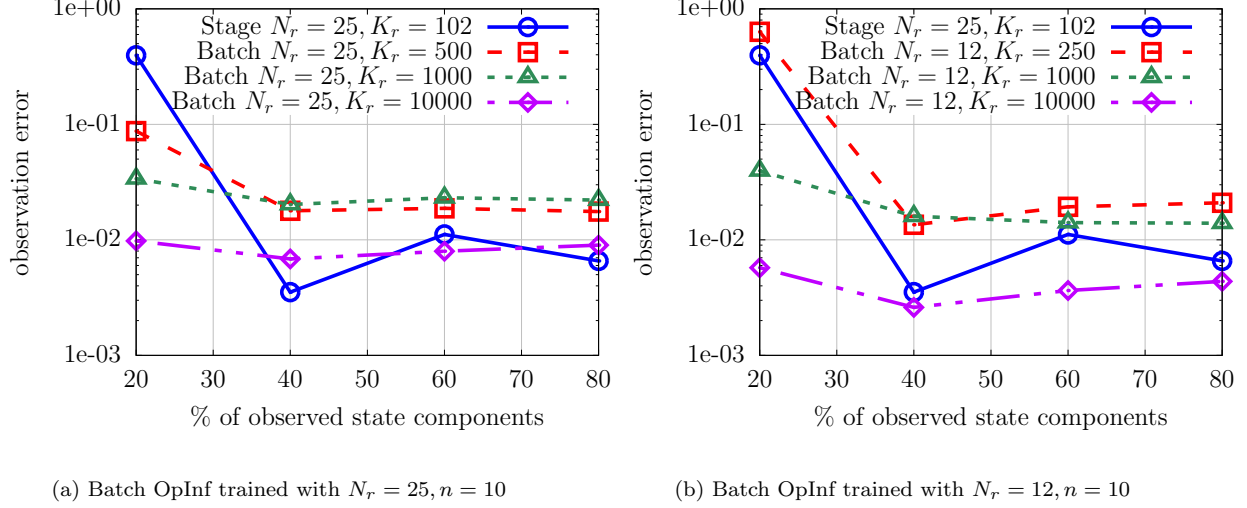 1e+00
1e-01
1e-02
1e-03
observation error
Stage $N_r = 25, K_r = 102$
Batch $N_r = 25, K_r = 500$
Batch $N_r = 25, K_r = 1000$
Batch $N_r = 25, K_r = 10000$
20 30 40 50 60 70 80
% of observed state components
(a) Batch OpInf trained with $N_r = 25, n = 10$
1e+00
1e-01
1e-02
1e-03
observation error
Stage $N_r = 25, K_r = 102$
Batch $N_r = 12, K_r = 250$
Batch $N_r = 12, K_r = 1000$
Batch $N_r = 12, K_r = 10000$
20 30 40 50 60 70 80
% of observed state components
(b) Batch OpInf trained with $N_r = 12, n = 10$